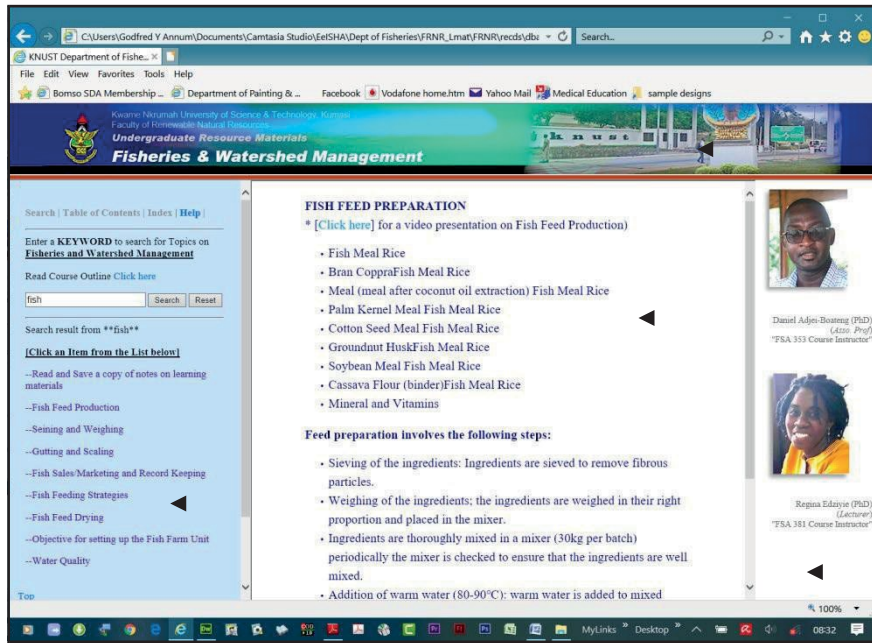 C:\Users\Godfred Y Annum\Documents\Camtasia Studio\EeISHA\Dept of Fisheries\FRNR_Lmat\FRNR\recds\dba
Search...
KNUST Department of Fishe...
File Edit View Favorites Tools Help
Bomso SDA Membership ... Department of Painting & ... Facebook Vodafone home.htm Yahoo Mail Medical Education sample designs
Kwame Nkrumah University of Science & Technology, Kumasi
Faculty of Renewable Natural Resources
Undergraduate Resource Materials
Fisheries & Watershed Management
knust
Search | Table of Contents | Index | Help |
Enter a KEYWORD to search for Topics on
Fisheries and Watershed Management
Read Course Outline Click here
fish Search Reset
Search result from **fish**
[Click an Item from the List below]
--Read and Save a copy of notes on learning
materials
--Fish Feed Production
--Seining and Weighing
--Gutting and Scaling
--Fish Sales/Marketing and Record Keeping
--Fish Feeding Strategies
--Fish Feed Drying
--Objective for setting up the Fish Farm Unit
--Water Quality
Top
FISH FEED PREPARATION
* [Click here] for a video presentation on Fish Feed Production)
• Fish Meal Rice
• Bran CoppraFish Meal Rice
• Meal (meal after coconut oil extraction) Fish Meal Rice
• Palm Kernel Meal Fish Meal Rice
• Cotton Seed Meal Fish Meal Rice
• Groundnut HuskFish Meal Rice
• Soybean Meal Fish Meal Rice
• Cassava Flour (binder)Fish Meal Rice
• Mineral and Vitamins
Feed preparation involves the following steps:
• Sieving of the ingredients: Ingredients are sieved to remove fibrous
particles.
• Weighing of the ingredients; the ingredients are weighed in their right
proportion and placed in the mixer.
• Ingredients are thoroughly mixed in a mixer (30kg per batch)
periodically the mixer is checked to ensure that the ingredients are well
mixed.
• Addition of warm water (80-90°C): warm water is added to mixed
Daniel Adjei-Boateng (PhD)
(Asso. Prof)
"FSA 353 Course Instructor"
Regina Edziyie (PhD)
(Lecturer)
"FSA 381 Course Instructor"
100%
MyLinks » Desktop » 08:32